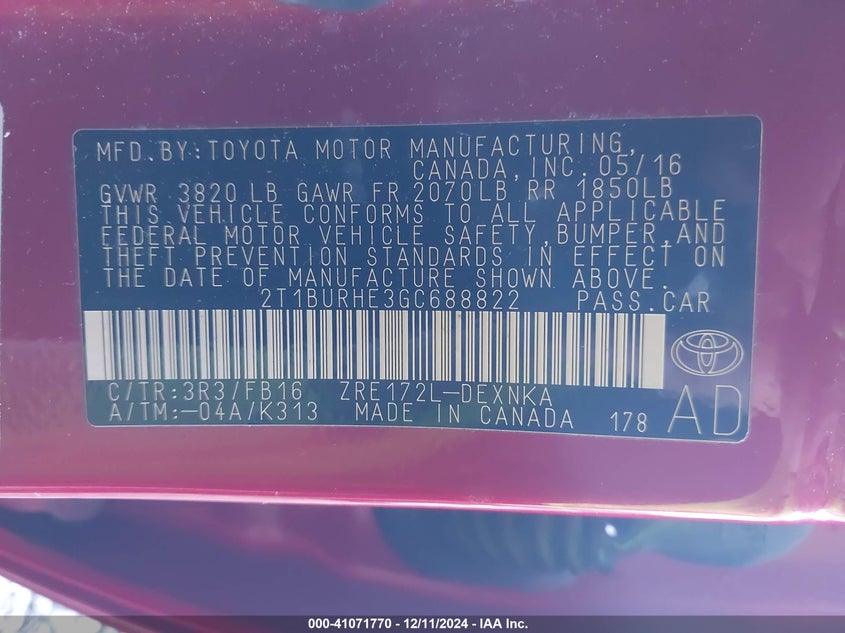 MFD.BY:TOYOTA MOTOR MANUFACTURING,
CANADA,INC.05/16
GVWR 3820 LB GAWR FR 2070LB RR 1850LB
THIS VEHICLE CONFORMS TO ALL APPLICABLE
FEDERAL MOTOR VEHICLE SAFETY,BUMPER,AND
THEFT PREVENTION STANDARDS IN EFFECT ON
THE DATE OF MANUFACTURE SHOWN ABOVE.
2T1BURHE3GC688822 PASS.CAR
C/TR:3R3/FB16 ZRE172L-DEXNKA
A/TM:-04A/K313 MADE IN CANADA 178 AD
000-41071770 - 12/11/2024 - IAA Inc.